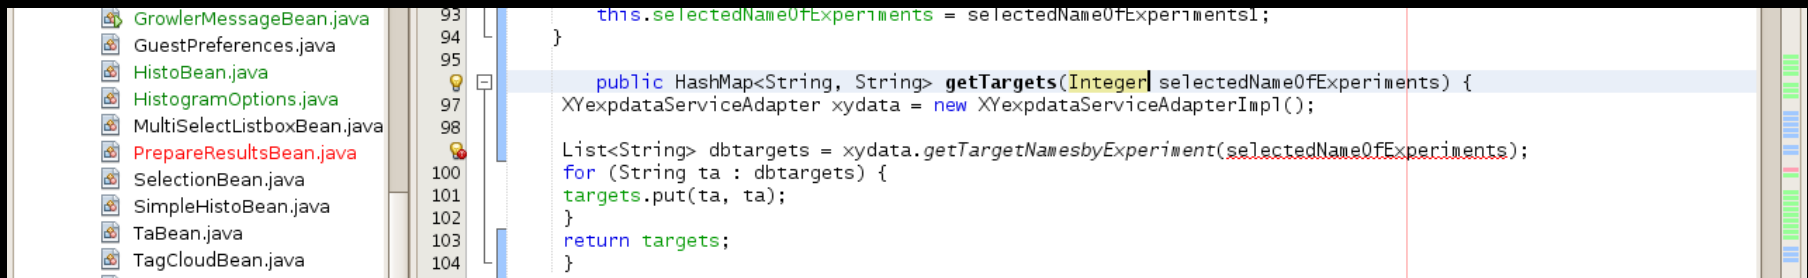 GrowlerMessageBean.java
GuestPreferences.java
HistoBean.java
HistogramOptions.java
MultiSelectListboxBean.java
PrepareResultsBean.java
SelectionBean.java
SimpleHistoBean.java
TaBean.java
TagCloudBean.java
93 this.selectedNameOfExperiments = selectedNameOfExperiments1;
94 }
95
public HashMap<String, String> getTargets(Integer selectedNameOfExperiments) {
97 XYexpdataServiceAdapter xydata = new XYexpdataServiceAdapterImpl();
98
List<String> dbtargets = xydata.getTargetNamesbyExperiment(selectedNameOfExperiments);
100 for (String ta : dbtargets) {
101 targets.put(ta, ta);
102 }
103 return targets;
104 }